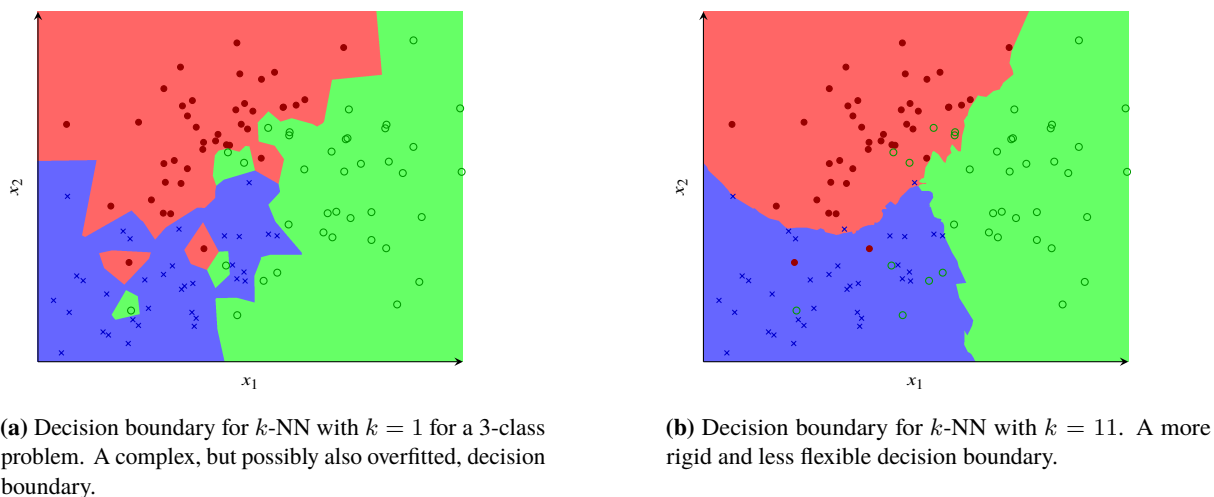 x₂
x₁
(a) Decision boundary for k-NN with k = 1 for a 3-class
problem. A complex, but possibly also overfitted, decision
boundary.
x₂
x₁
(b) Decision boundary for k-NN with k = 11. A more
rigid and less flexible decision boundary.